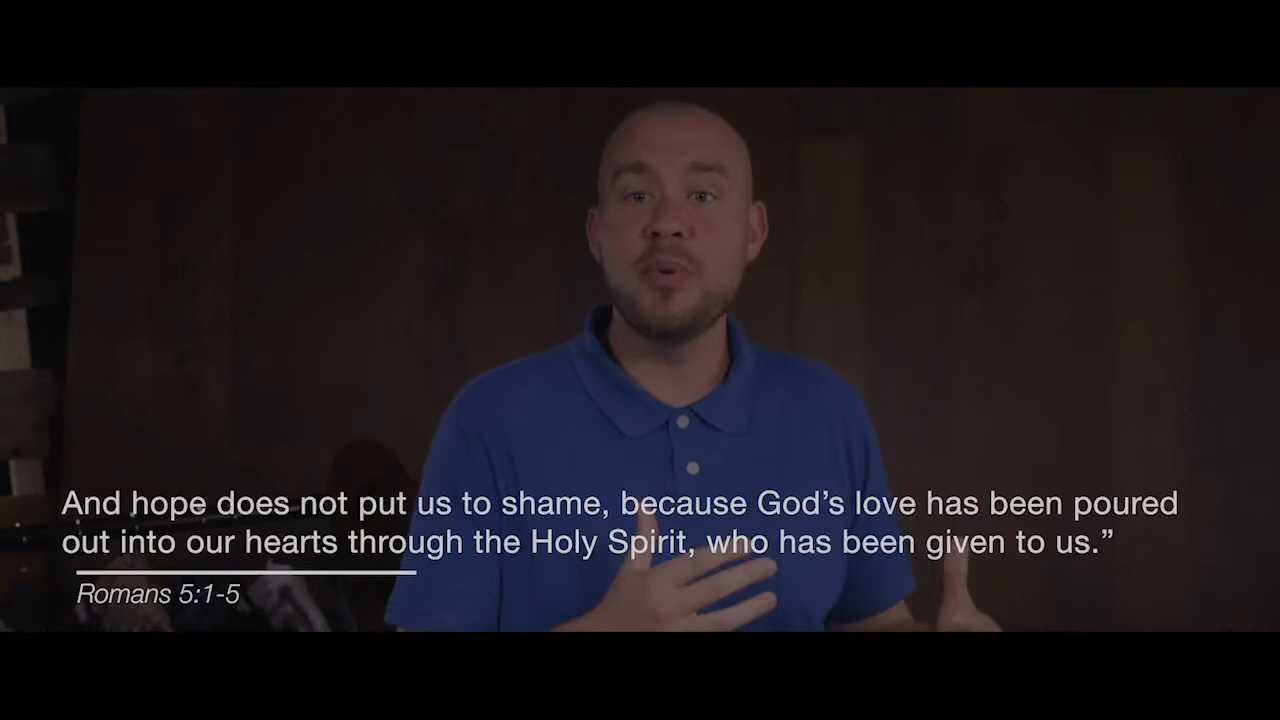 And hope does not put us to shame, because God’s love has been poured
out into our hearts through the Holy Spirit, who has been given to us.”
Romans 5:1-5